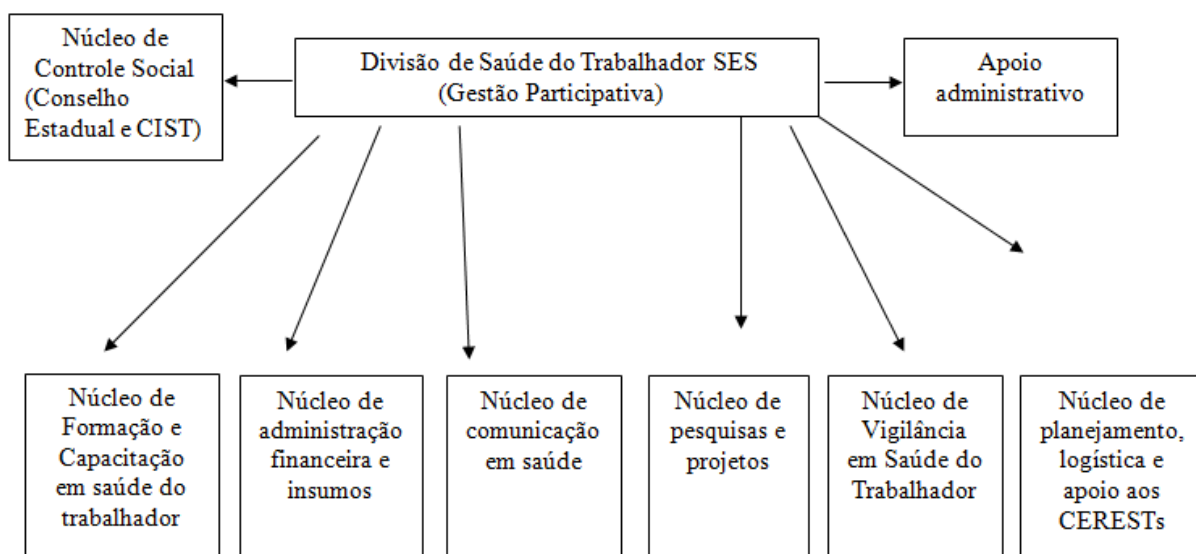 Núcleo de
Controle Social
(Conselho
Estadual e CIST)
Divisão de Saúde do Trabalhador SES
(Gestão Participativa)
Apoio
administrativo
Núcleo de
Formação e
Capacitação
em saúde do
trabalhador
Núcleo de
administração
financeira e
insumos
Núcleo de
comunicação
em saúde
Núcleo de
pesquisas e
projetos
Núcleo de
Vigilância
em Saúde do
Trabalhador
Núcleo de
planejamento,
logística e
apoio aos
CERESTs